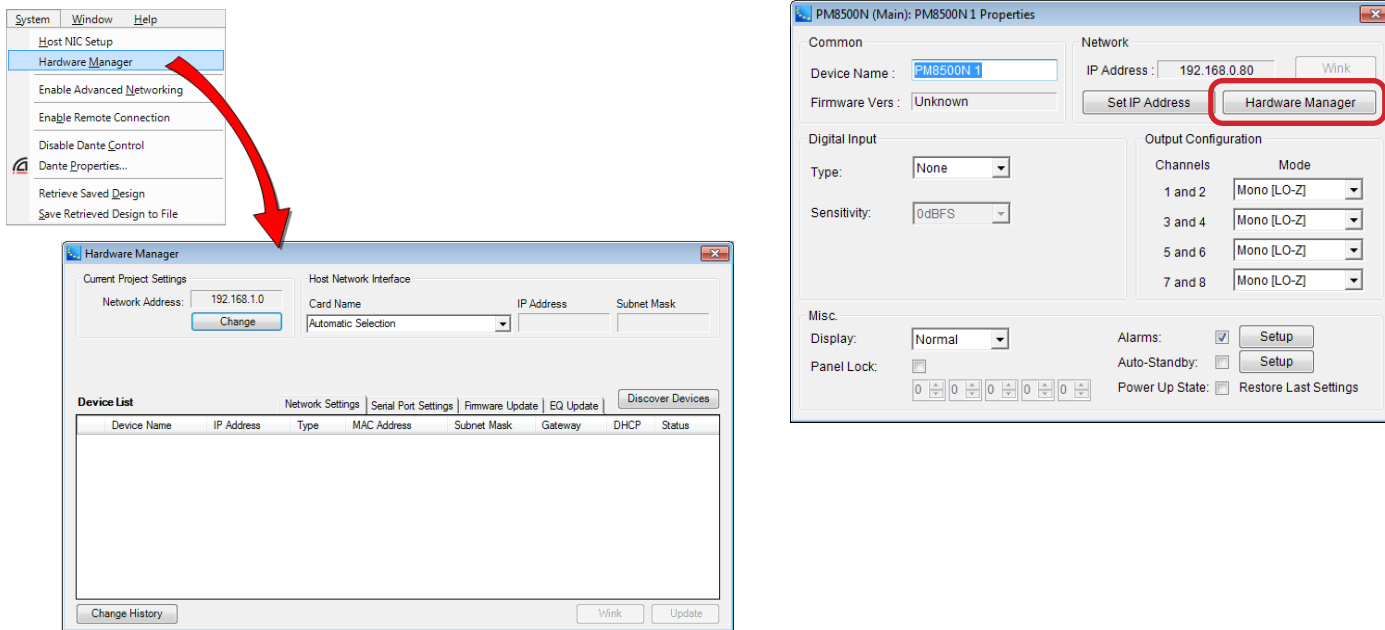 System Window Help
Host NIC Setup
Hardware Manager
Enable Advanced Networking
Enable Remote Connection
Disable Dante Control
Dante Properties...
Retrieve Saved Design
Save Retrieved Design to File
Hardware Manager
Current Project Settings
Network Address: 192.168.1.0
Change
Host Network Interface
Card Name IP Address Subnet Mask
Automatic Selection
Device List Network Settings Serial Port Settings Firmware Update EQ Update Discover Devices
Device Name IP Address Type MAC Address Subnet Mask Gateway DHCP Status
Change History Wink Update
PM8500N (Main): PM8500N 1 Properties
Common
Device Name : PM8500N 1
Firmware Vers : Unknown
Network
IP Address : 192.168.0.80 Wink
Set IP Address Hardware Manager
Digital Input
Type: None
Sensitivity: 0dBFS
Output Configuration
Channels Mode
1 and 2 Mono [LO-Z]
3 and 4 Mono [LO-Z]
5 and 6 Mono [LO-Z]
7 and 8 Mono [LO-Z]
Misc.
Display: Normal
Panel Lock:
0 0 0 0 0
Alarms: Setup
Auto-Standby: Setup
Power Up State: Restore Last Settings